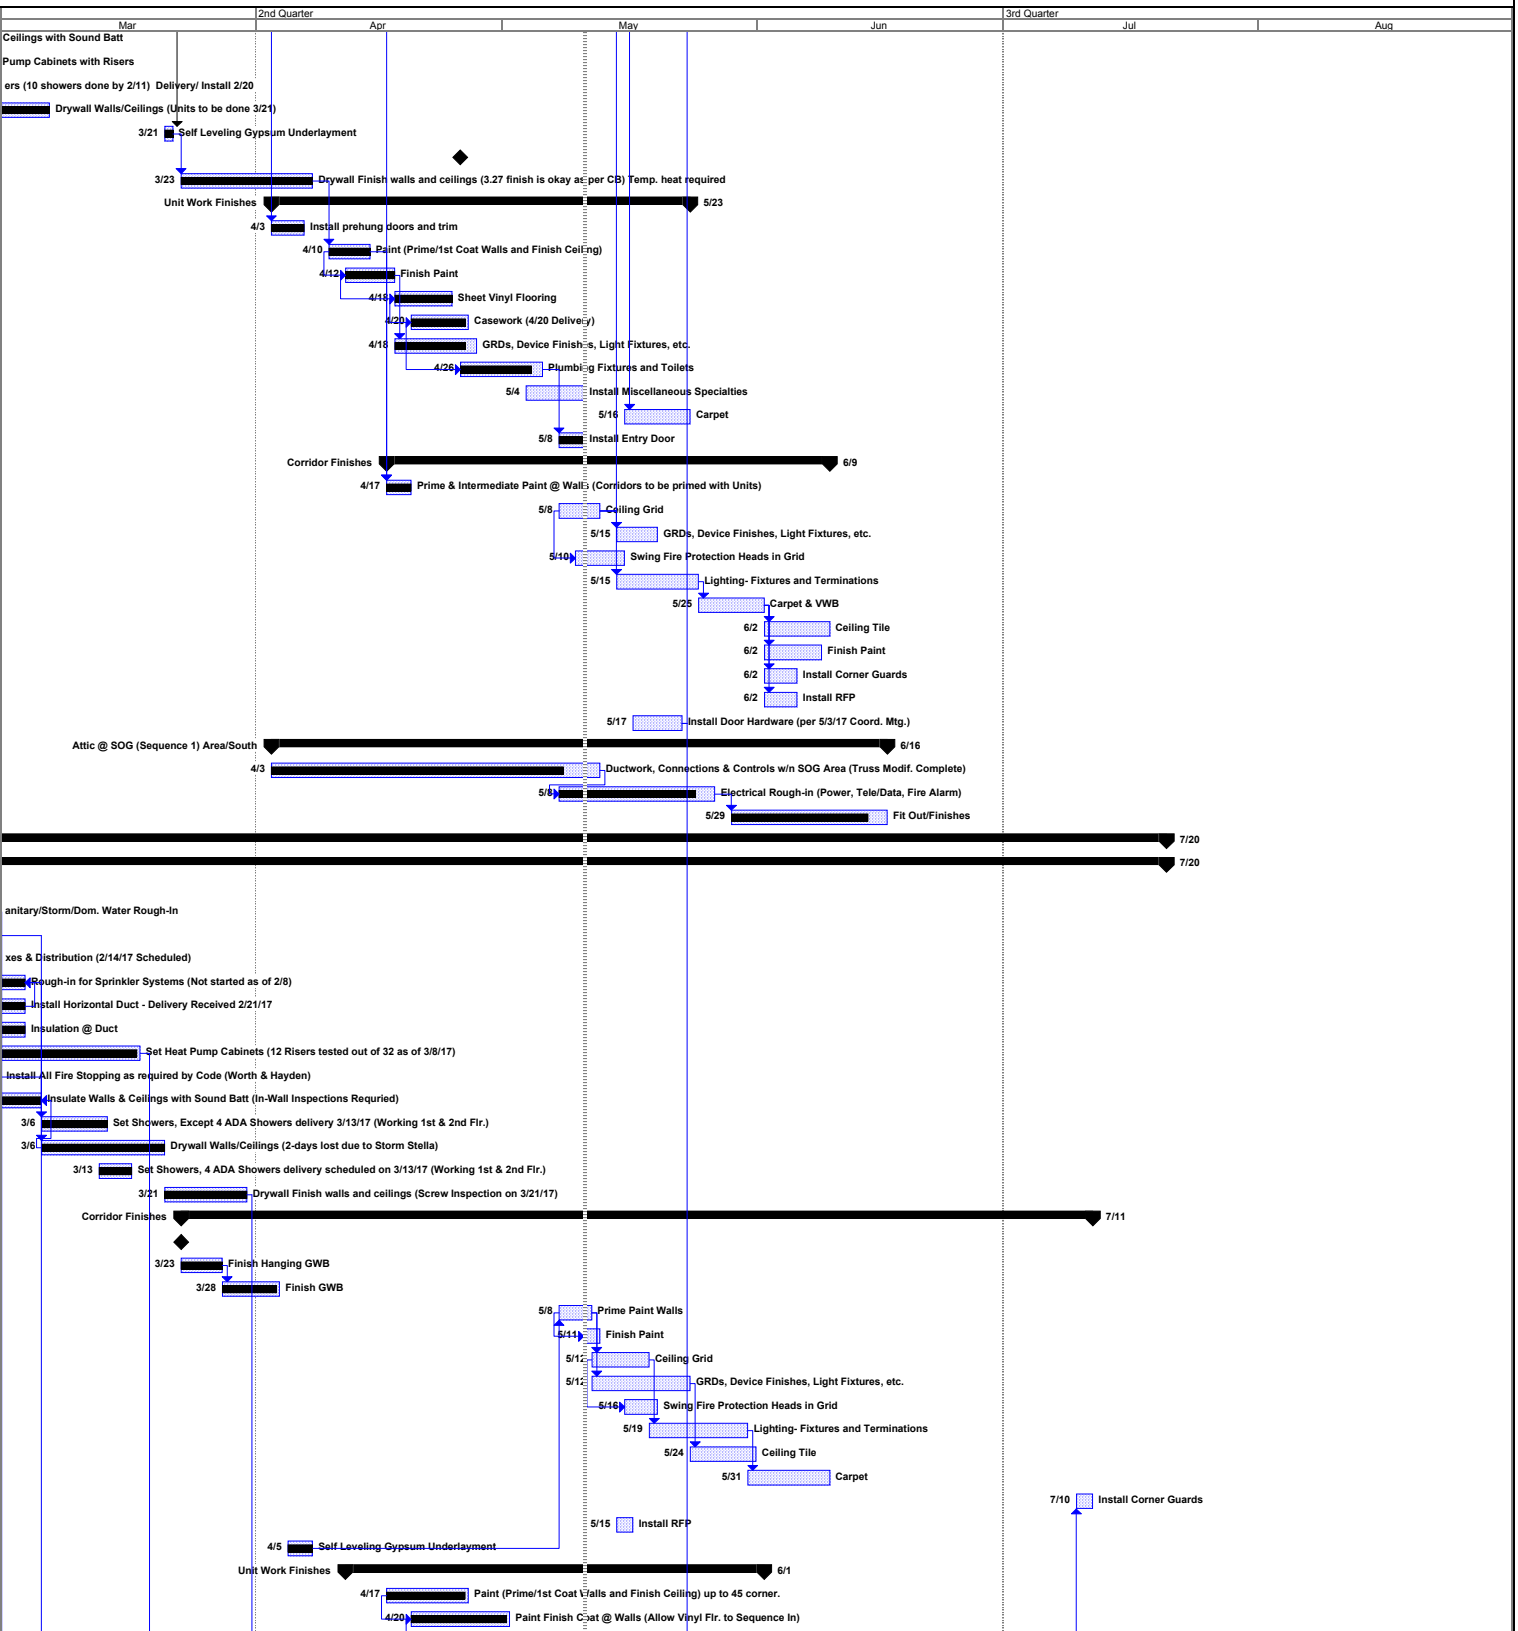 2nd Quarter 3rd Quarter
Mar Apr May Jun Jul Aug
Ceilings with Sound Batt
Pump Cabinets with Risers
ers (10 showers done by 2/11) Delivery/ Install 2/20
Drywall Walls/Ceilings (Units to be done 3/21)
3/21 Self Leveling Gypsum Underlayment
3/23 Drywall Finish walls and ceilings (3.27 finish is okay as per CB) Temp. heat required
Unit Work Finishes 5/23
4/3 Install prehung doors and trim
4/10 Paint (Prime/1st Coat Walls and Finish Ceiling)
4/12 Finish Paint
4/18 Sheet Vinyl Flooring
4/20 Casework (4/20 Delivery)
4/18 GRDs, Device Finishes, Light Fixtures, etc.
4/26 Plumbing Fixtures and Toilets
5/4 Install Miscellaneous Specialties
5/16 Carpet
5/8 Install Entry Door
Corridor Finishes 6/9
4/17 Prime & Intermediate Paint @ Walls (Corridors to be primed with Units)
5/8 Ceiling Grid
5/15 GRDs, Device Finishes, Light Fixtures, etc.
5/10 Swing Fire Protection Heads in Grid
5/15 Lighting- Fixtures and Terminations
5/25 Carpet & VWB
6/2 Ceiling Tile
6/2 Finish Paint
6/2 Install Corner Guards
6/2 Install RFP
5/17 Install Door Hardware (per 5/3/17 Coord. Mtg.)
Attic @ SOG (Sequence 1) Area/South 6/16
4/3 Ductwork, Connections & Controls w/n SOG Area (Truss Modif. Complete)
5/8 Electrical Rough-in (Power, Tele/Data, Fire Alarm)
5/29 Fit Out/Finishes
7/20
7/20
anitary/Storm/Dom. Water Rough-In
xes & Distribution (2/14/17 Scheduled)
Rough-in for Sprinkler Systems (Not started as of 2/8)
Install Horizontal Duct - Delivery Received 2/21/17
Insulation @ Duct
Set Heat Pump Cabinets (12 Risers tested out of 32 as of 3/8/17)
Install All Fire Stopping as required by Code (Worth & Hayden)
Insulate Walls & Ceilings with Sound Batt (In-Wall Inspections Requried)
3/6 Set Showers, Except 4 ADA Showers delivery 3/13/17 (Working 1st & 2nd Flr.)
3/6 Drywall Walls/Ceilings (2-days lost due to Storm Stella)
3/13 Set Showers, 4 ADA Showers delivery scheduled on 3/13/17 (Working 1st & 2nd Flr.)
3/21 Drywall Finish walls and ceilings (Screw Inspection on 3/21/17)
Corridor Finishes 7/11
3/23 Finish Hanging GWB
3/28 Finish GWB
5/8 Prime Paint Walls
5/11 Finish Paint
5/12 Ceiling Grid
5/12 GRDs, Device Finishes, Light Fixtures, etc.
5/16 Swing Fire Protection Heads in Grid
5/19 Lighting- Fixtures and Terminations
5/24 Ceiling Tile
5/31 Carpet
7/10 Install Corner Guards
5/15 Install RFP
4/5 Self Leveling Gypsum Underlayment
Unit Work Finishes 6/1
4/17 Paint (Prime/1st Coat Walls and Finish Ceiling) up to 45 corner.
4/20 Paint Finish Coat @ Walls (Allow Vinyl Flr. to Sequence In)